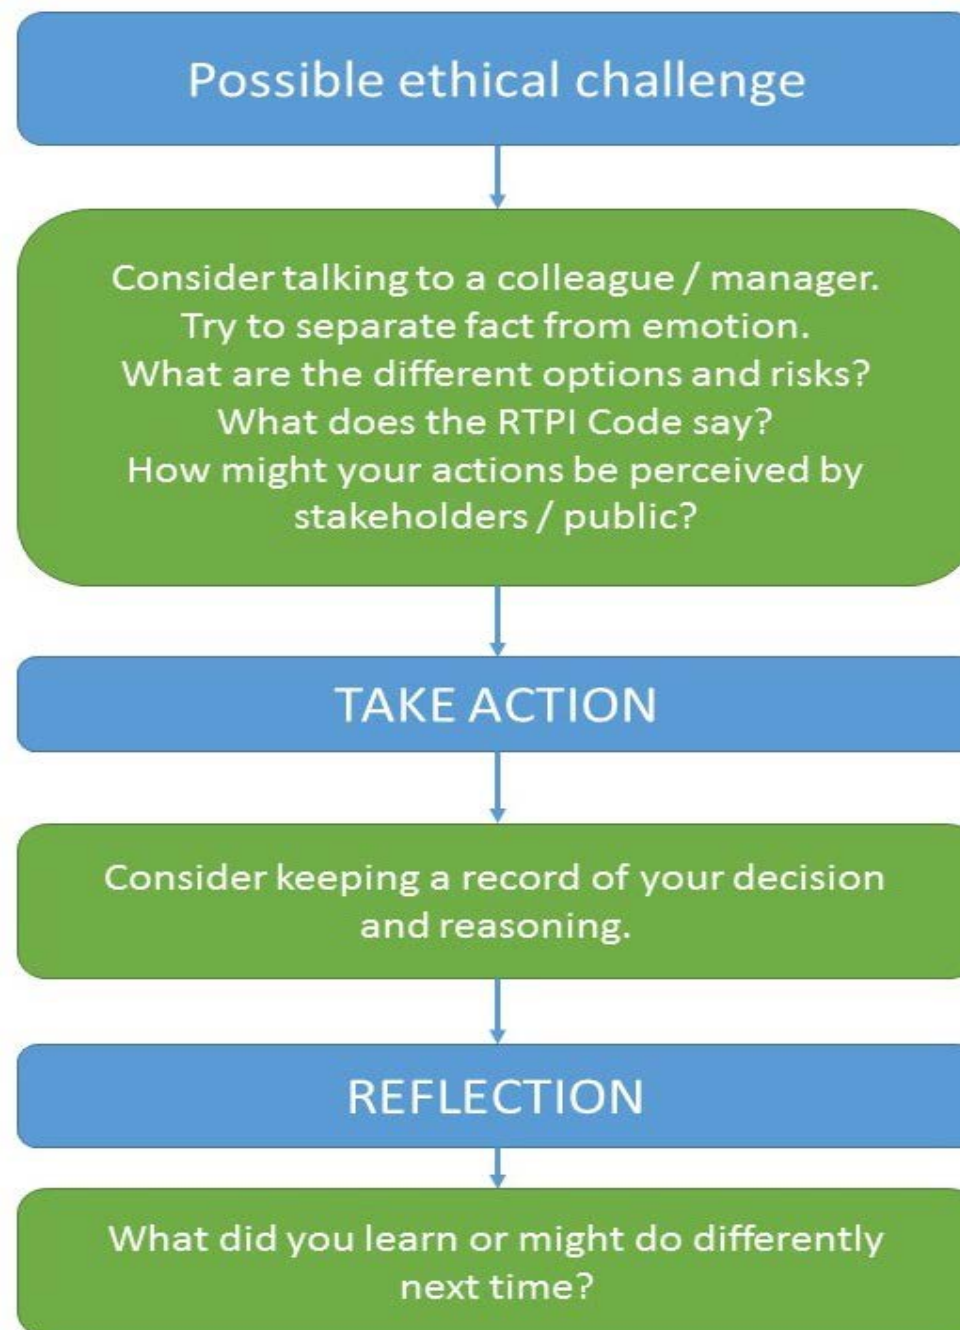 Possible ethical challenge
Consider talking to a colleague / manager.
Try to separate fact from emotion.
What are the different options and risks?
What does the RTPI Code say?
How might your actions be perceived by
stakeholders / public?
TAKE ACTION
Consider keeping a record of your decision
and reasoning.
REFLECTION
What did you learn or might do differently
next time?